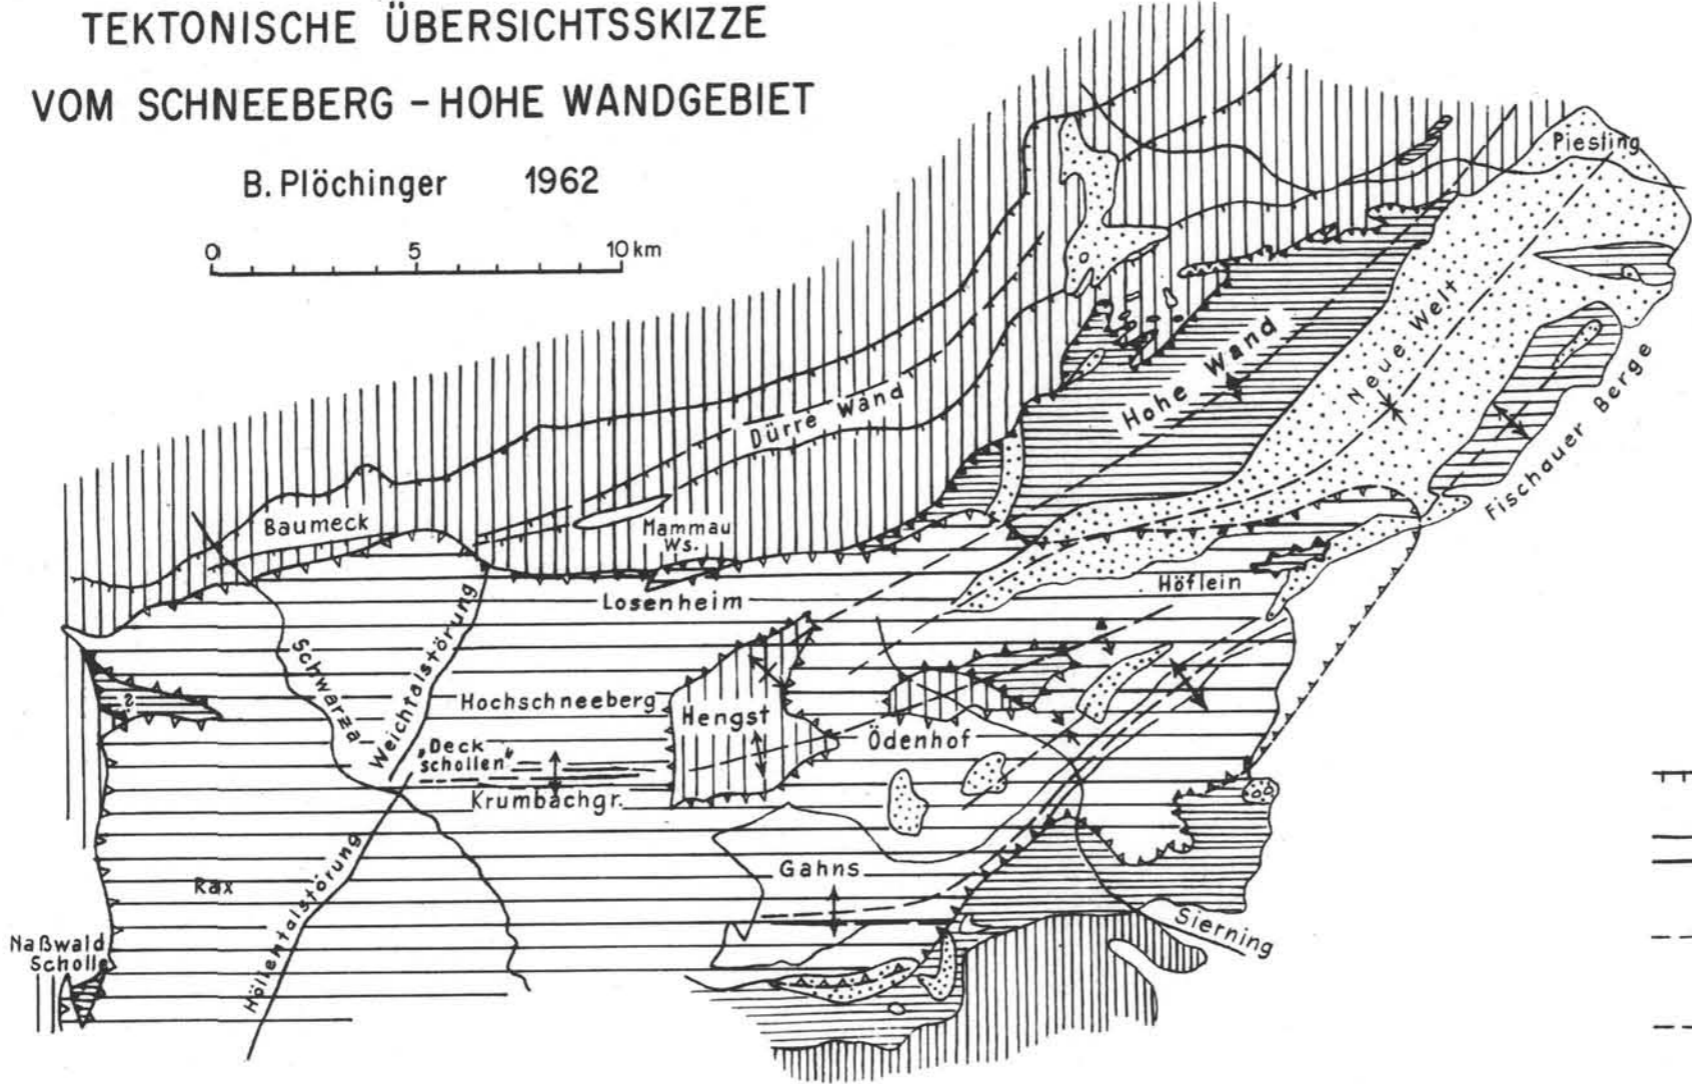 TEKTONISCHE ÜBERSICHTSSKIZZE
VOM SCHNEEBERG - HOHE WANDGEBIET
B. Plöchinger 1962
0 5 10 km
Piesting
Neue Welt
Hohe Wand
Fischauer Berge
Dürre Wand
Baumeck
Mammau
Ws.
Höflein
Losenheim
Schwarza
Weichtalstörung
Hochschneeberg
Hengst
Ödenhof
?
„Deck
schollen"
Krumbachgr.
Gahns
Rax
Höllentalstörung
Sierning
Naßwald
Scholle